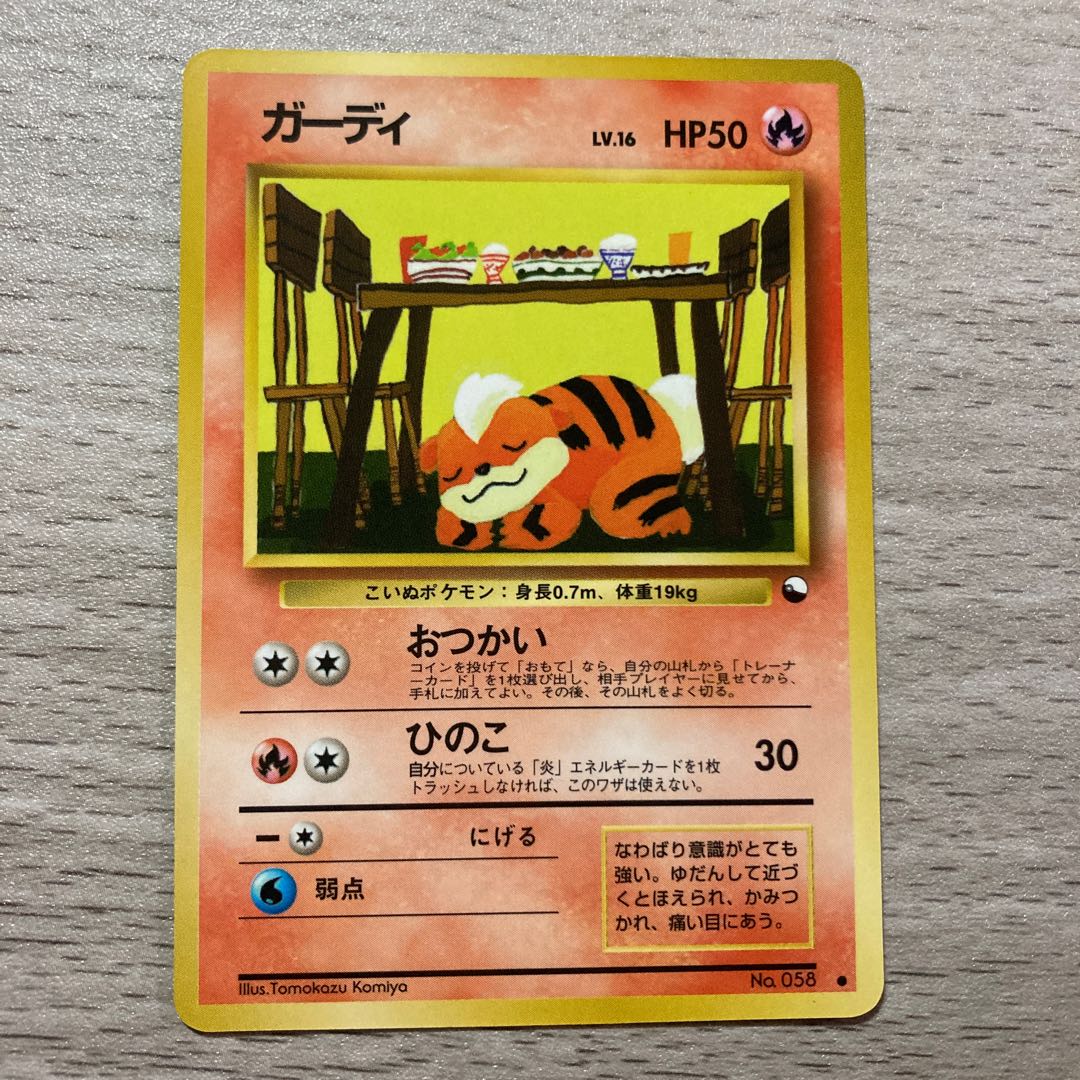 ガーディ LV.16 HP50
こいぬポケモン：身長0.7m、体重19kg
おつかい
コインを投げて「おもて」なら、自分の山札から「トレーナ
ーカード」を1枚選び出し、相手プレイヤーに見せてから、
手札に加えてよい。その後、その山札をよく切る。
ひのこ 30
自分についている「炎」エネルギーカードを1枚
トラッシュしなければ、このワザは使えない。
にげる
弱点
なわばり意識がとても
強い。ゆだんして近づ
くとほえられ、かみつ
かれ、痛い目にあう。
Illus.Tomokazu Komiya No. 058